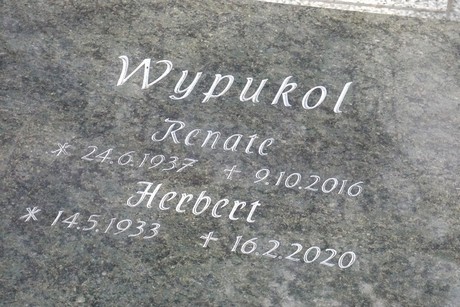 Wypukol
Renate
* 24.6.1937 + 9.10.2016
Herbert
* 14.5.1933 + 16.2.2020